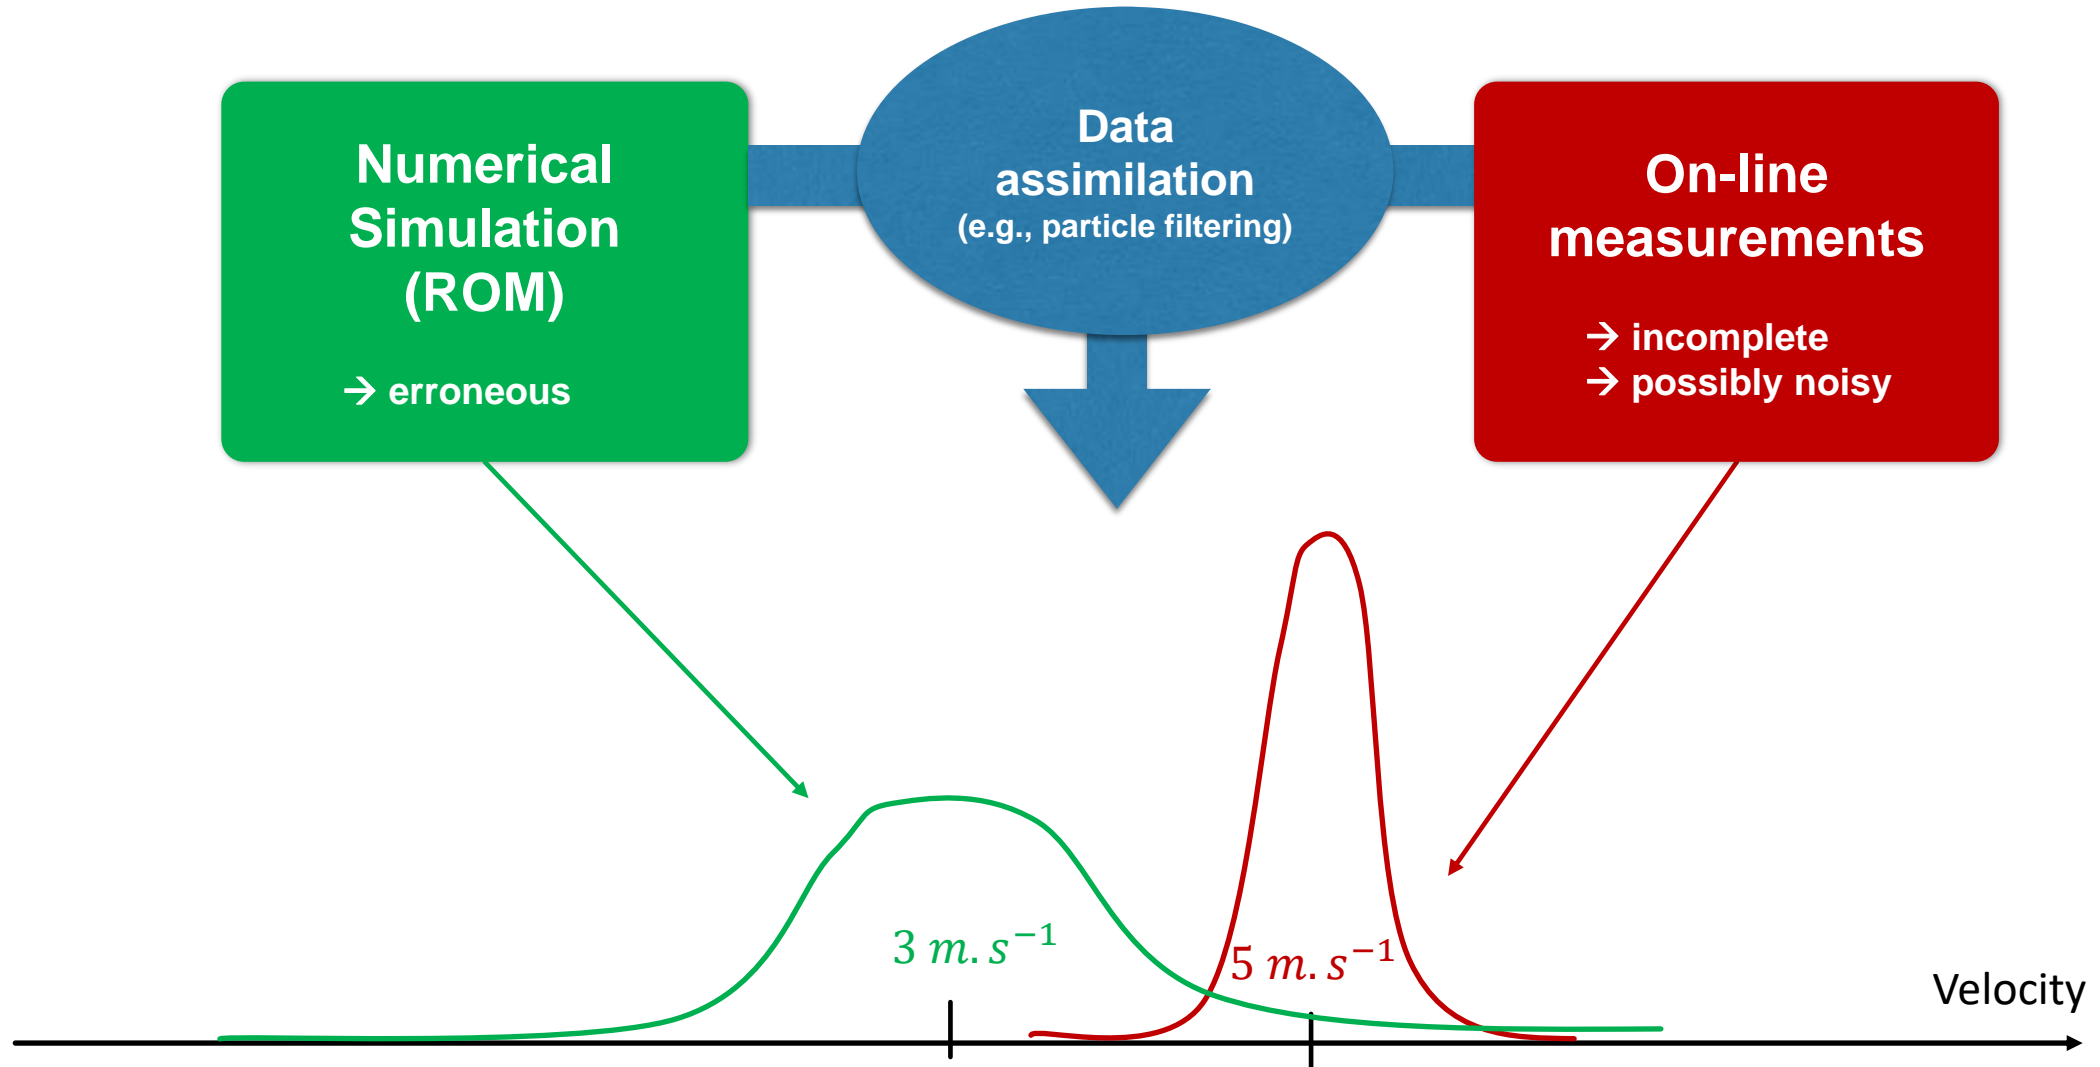 Numerical
Simulation
(ROM)
→ erroneous
Data
assimilation
(e.g., particle filtering)
On-line
measurements
→ incomplete
→ possibly noisy
3 m.s⁻¹
5 m.s⁻¹
Velocity